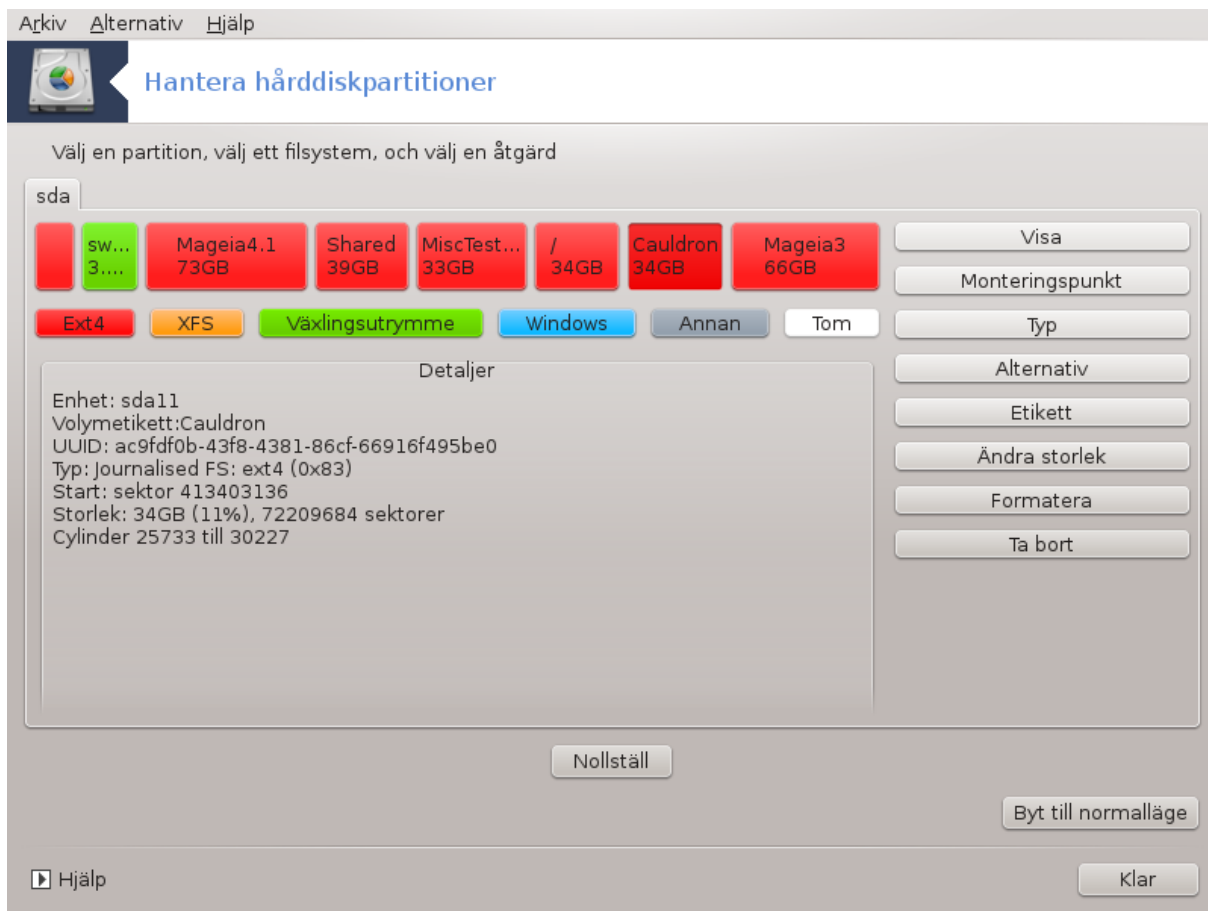 Arkiv Alternativ Hjälp
Hantera hårddiskpartitioner
Välj en partition, välj ett filsystem, och välj en åtgärd
sda
sw... Mageia4.1 Shared MiscTest... / Cauldron Mageia3
3.... 73GB 39GB 33GB 34GB 34GB 66GB
Ext4 XFS Växlingsutrymme Windows Annan Tom
Detaljer
Enhet: sda11
Volymetikett:Cauldron
UUID: ac9fdf0b-43f8-4381-86cf-66916f495be0
Typ: Journalised FS: ext4 (0x83)
Start: sektor 413403136
Storlek: 34GB (11%), 72209684 sektorer
Cylinder 25733 till 30227
Visa
Monteringspunkt
Typ
Alternativ
Etikett
Ändra storlek
Formatera
Ta bort
Nollställ
Byt till normalläge
Hjälp
Klar